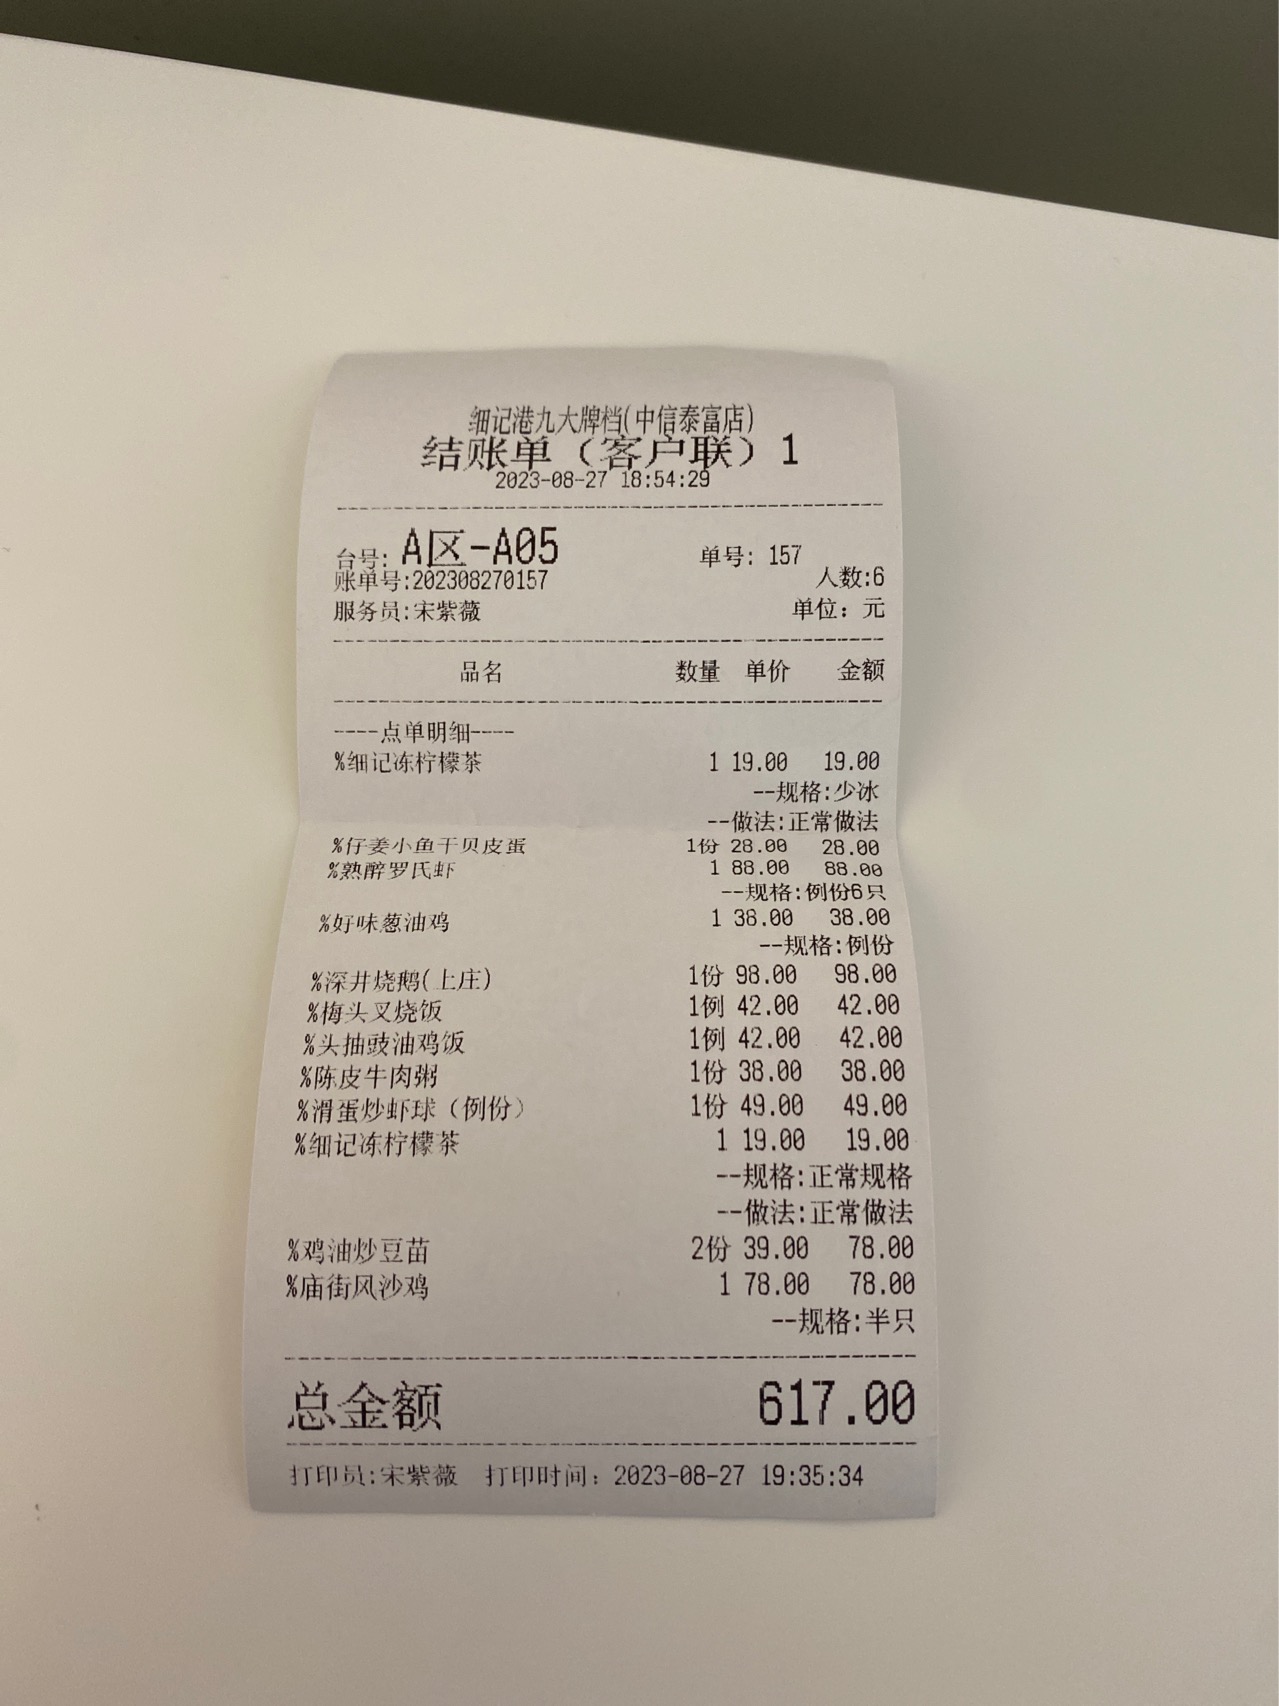 细记港九大牌档(中信泰富店)
结账单（客户联）1
2023-08-27 18:54:29
台号: A区-A05 单号: 157
账单号:202308270157 人数:6
服务员:宋紫薇 单位: 元
品名 数量 单价 金额
----点单明细----
%细记冻柠檬茶 1 19.00 19.00
--规格:少冰
--做法:正常做法
%仔姜小鱼干贝皮蛋 1份 28.00 28.00
%熟醉罗氏虾 1 88.00 88.00
--规格:例份6只
%好味葱油鸡 1 38.00 38.00
--规格:例份
%深井烧鹅(上庄) 1份 98.00 98.00
%梅头叉烧饭 1例 42.00 42.00
%头抽豉油鸡饭 1例 42.00 42.00
%陈皮牛肉粥 1份 38.00 38.00
%滑蛋炒虾球（例份） 1份 49.00 49.00
%细记冻柠檬茶 1 19.00 19.00
--规格:正常规格
--做法:正常做法
%鸡油炒豆苗 2份 39.00 78.00
%庙街风沙鸡 1 78.00 78.00
--规格:半只
总金额 617.00
打印员:宋紫薇 打印时间: 2023-08-27 19:35:34